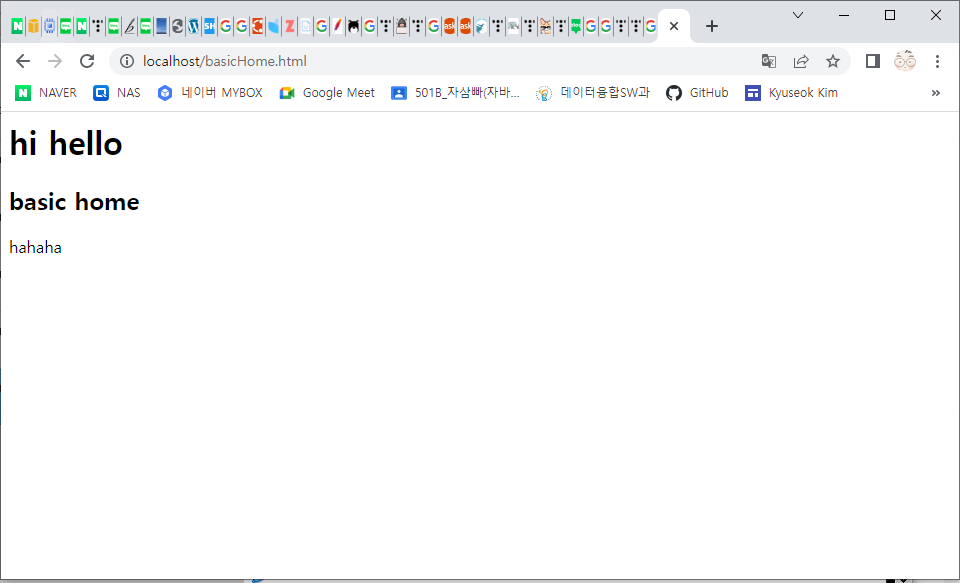 localhost/basicHome.html
NAVER NAS 네이버 MYBOX Google Meet 501B_자삼빠(자바... 데이터융합SW과 GitHub Kyuseok Kim »
hi hello
basic home
hahaha